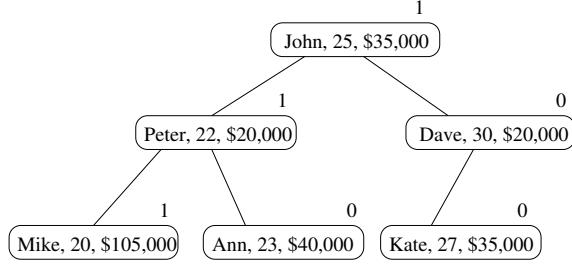 1
John, 25, $35,000
1
0
Peter, 22, $20,000
Dave, 30, $20,000
1
0
0
Mike, 20, $105,000
Ann, 23, $40,000
Kate, 27, $35,000